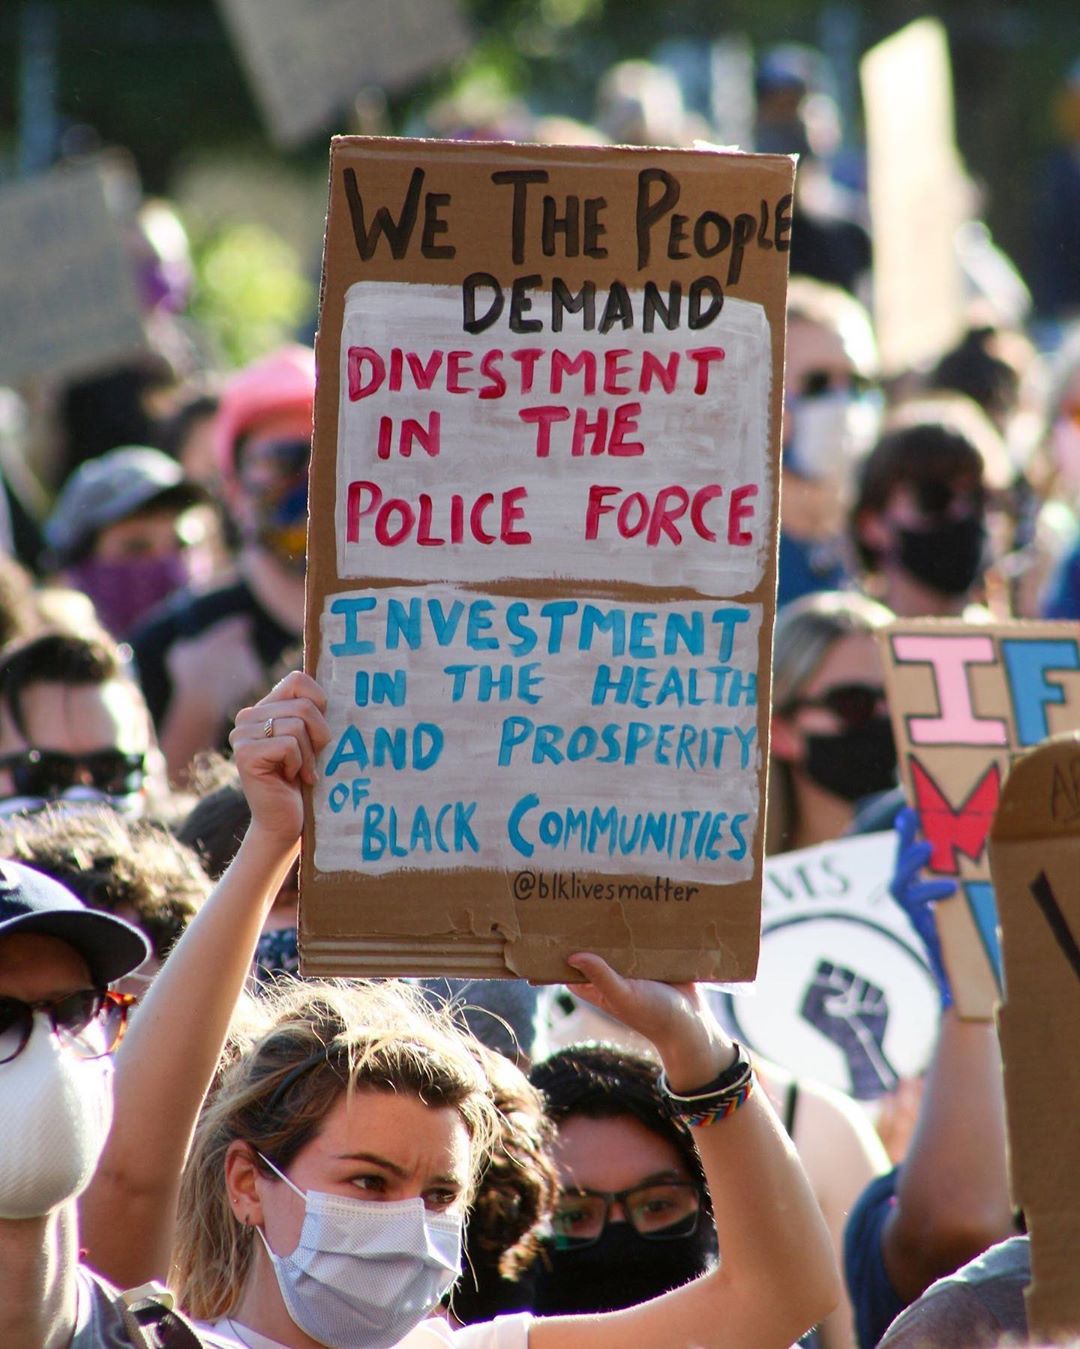 WE THE PEOPLE
DEMAND
DIVESTMENT
IN THE
POLICE FORCE
INVESTMENT
IN THE HEALTH
AND PROSPERITY
OF
BLACK COMMUNITIES
@blklivesmatter
IF
M